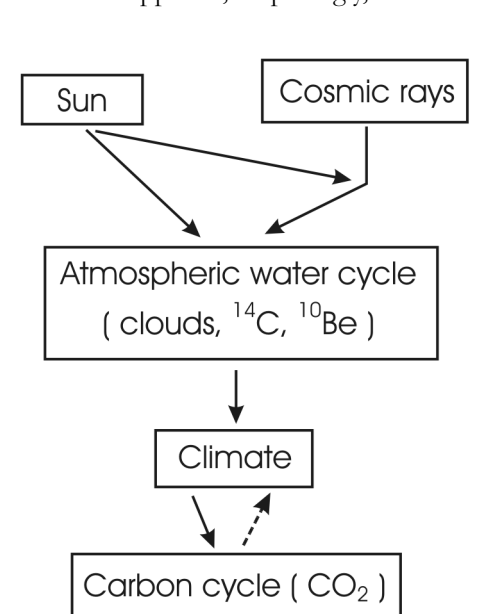 Sun
Cosmic rays
Atmospheric water cycle
( clouds, ¹⁴C, ¹⁰Be )
Climate
Carbon cycle ( CO₂ )